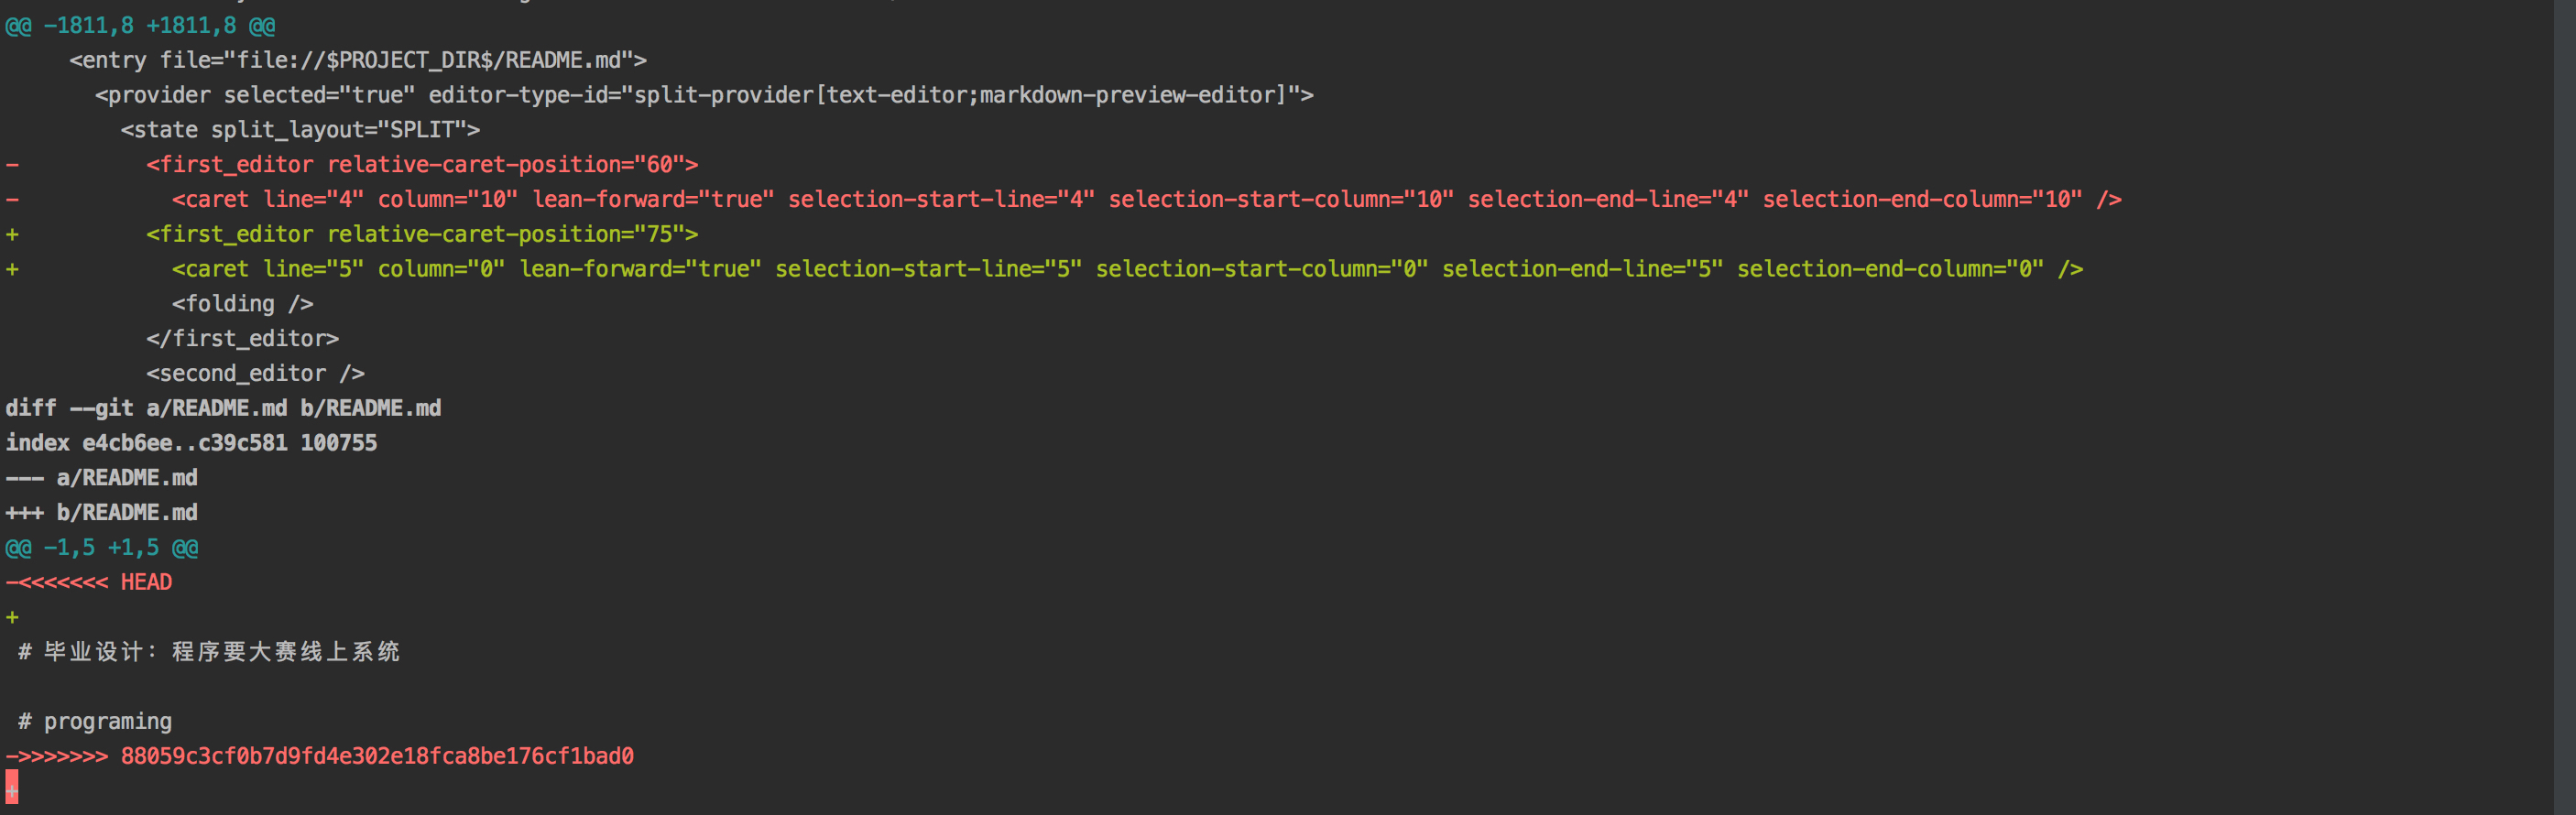 @@ -1811,8 +1811,8 @@
     <entry file="file://$PROJECT_DIR$/README.md">
       <provider selected="true" editor-type-id="split-provider[text-editor;markdown-preview-editor]">
         <state split_layout="SPLIT">
-          <first_editor relative-caret-position="60">
-            <caret line="4" column="10" lean-forward="true" selection-start-line="4" selection-start-column="10" selection-end-line="4" selection-end-column="10" />
+          <first_editor relative-caret-position="75">
+            <caret line="5" column="0" lean-forward="true" selection-start-line="5" selection-start-column="0" selection-end-line="5" selection-end-column="0" />
             <folding />
           </first_editor>
           <second_editor />
diff --git a/README.md b/README.md
index e4cb6ee..c39c581 100755
--- a/README.md
+++ b/README.md
@@ -1,5 +1,5 @@
-<<<<<<< HEAD
+
 # 毕业设计：程序要大赛线上系统

 # programing
->>>>>>> 88059c3cf0b7d9fd4e302e18fca8be176cf1bad0
+